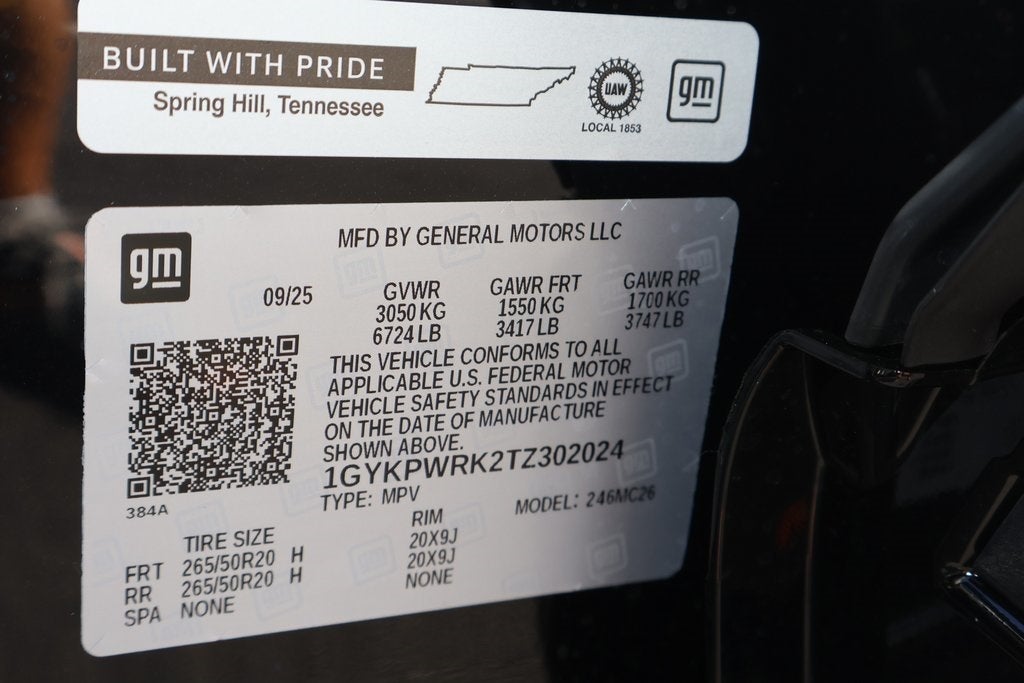 BUILT WITH PRIDE
Spring Hill, Tennessee
UAW
LOCAL 1853
gm
gm
MFD BY GENERAL MOTORS LLC
09/25 GVWR GAWR FRT GAWR RR
3050 KG 1550 KG 1700 KG
6724 LB 3417 LB 3747 LB
THIS VEHICLE CONFORMS TO ALL
APPLICABLE U.S. FEDERAL MOTOR
VEHICLE SAFETY STANDARDS IN EFFECT
ON THE DATE OF MANUFACTURE
SHOWN ABOVE.
1GYKPWRK2TZ302024
TYPE: MPV MODEL: 246MC26
384A
TIRE SIZE RIM
FRT 265/50R20 H 20X9J
RR 265/50R20 H 20X9J
SPA NONE NONE